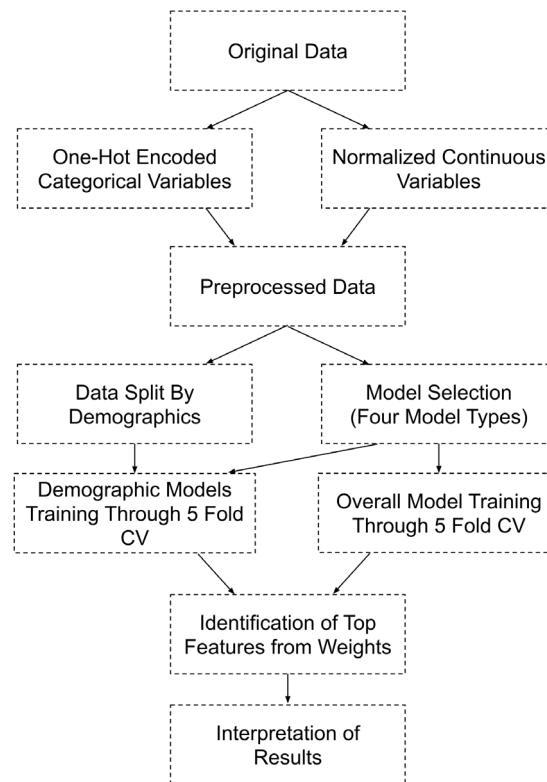 Original Data
One-Hot Encoded
Categorical Variables
Normalized Continuous
Variables
Preprocessed Data
Data Split By
Demographics
Model Selection
(Four Model Types)
Demographic Models
Training Through 5 Fold
CV
Overall Model Training
Through 5 Fold CV
Identification of Top
Features from Weights
Interpretation of
Results